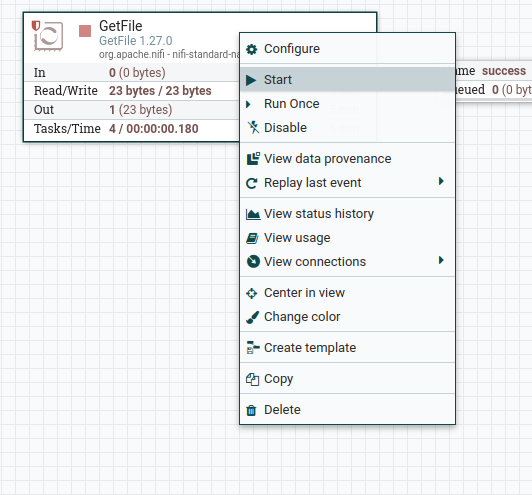 GetFile
GetFile 1.27.0
org.apache.nifi - nifi-standard-na
In 0 (0 bytes)
Read/Write 23 bytes / 23 bytes
Out 1 (23 bytes)
Tasks/Time 4 / 00:00:00.180
Configure
Start
Run Once
Disable
View data provenance
Replay last event
View status history
View usage
View connections
Center in view
Change color
Create template
Copy
Delete
ame success
ueued 0 (0 byt